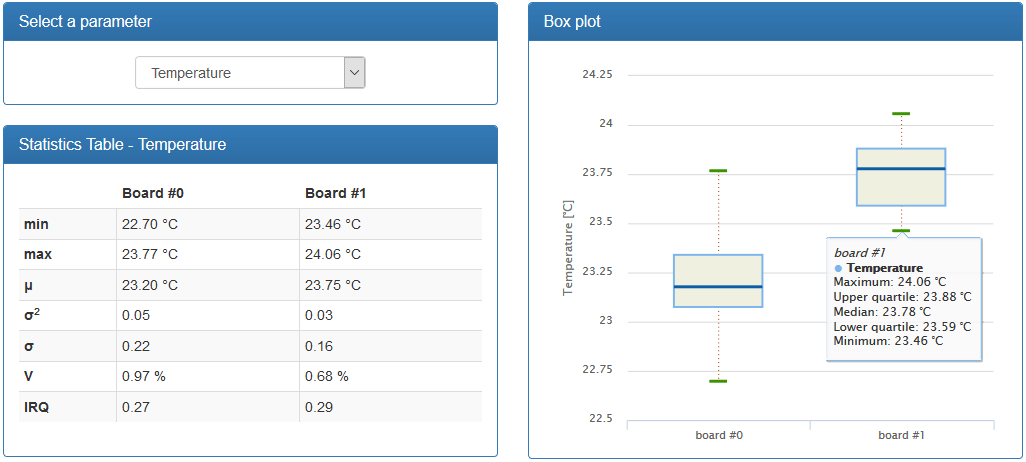 Select a parameter
Temperature
Statistics Table - Temperature
Board #0 Board #1
min 22.70 °C 23.46 °C
max 23.77 °C 24.06 °C
μ 23.20 °C 23.75 °C
σ² 0.05 0.03
σ 0.22 0.16
V 0.97 % 0.68 %
IRQ 0.27 0.29
Box plot
Temperature [°C]
24.25
24
23.75
23.5
23.25
23
22.75
22.5
board #0 board #1
board #1
Temperature
Maximum: 24.06 °C
Upper quartile: 23.88 °C
Median: 23.78 °C
Lower quartile: 23.59 °C
Minimum: 23.46 °C